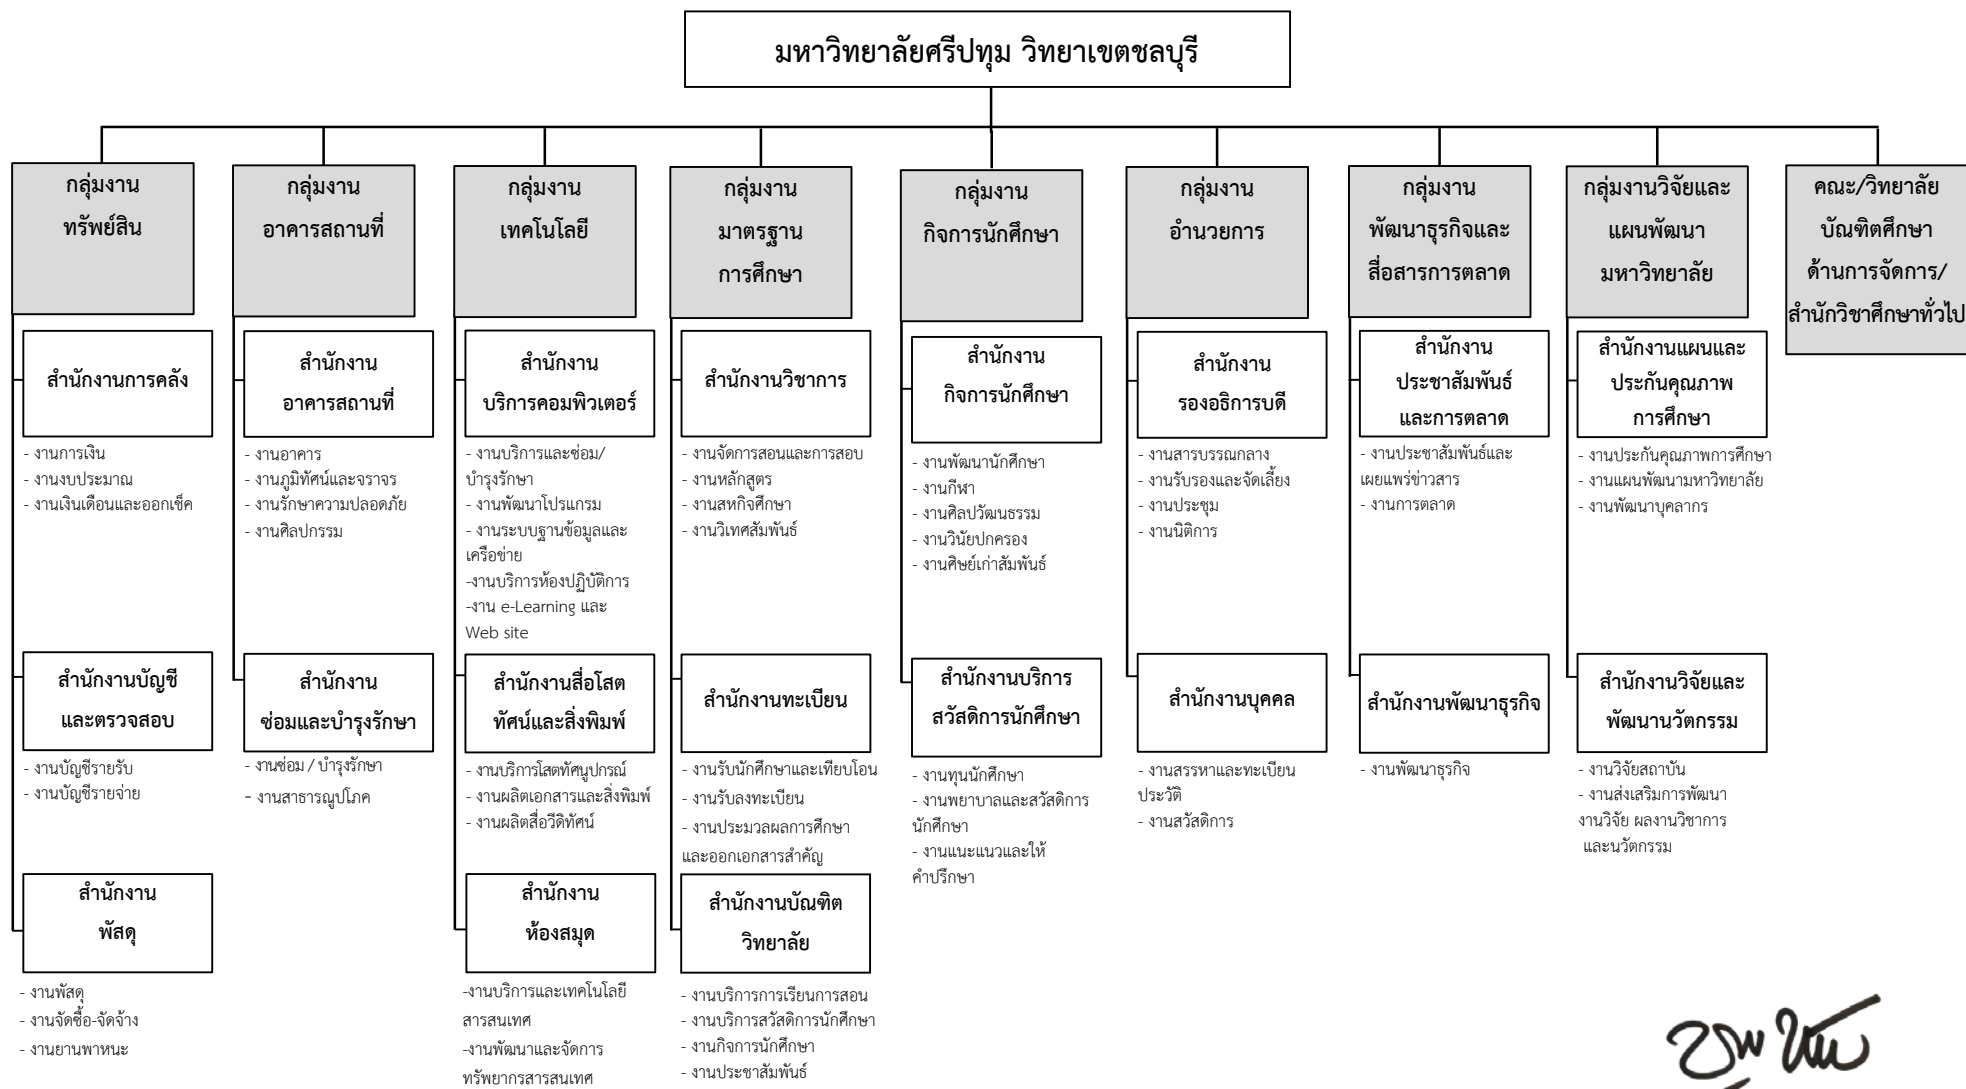 มหาวิทยาลัยศรีปทุม วิทยาเขตชลบุรี
กลุ่มงาน
ทรัพย์สิน
สำนักงานการคลัง
- งานการเงิน
- งานงบประมาณ
- งานเงินเดือนและออกเช็ค
สำนักงานบัญชี
และตรวจสอบ
- งานบัญชีรายรับ
- งานบัญชีรายจ่าย
สำนักงาน
พัสดุ
- งานพัสดุ
- งานจัดซื้อ-จัดจ้าง
- งานยานพาหนะ
กลุ่มงาน
อาคารสถานที่
สำนักงาน
อาคารสถานที่
- งานอาคาร
- งานภูมิทัศน์และจราจร
- งานรักษาความปลอดภัย
- งานศิลปกรรม
สำนักงาน
ซ่อมและบำรุงรักษา
- งานซ่อม / บำรุงรักษา
- งานสาธารณูปโภค
กลุ่มงาน
เทคโนโลยี
สำนักงาน
บริการคอมพิวเตอร์
- งานบริการและซ่อม/
บำรุงรักษา
- งานพัฒนาโปรแกรม
- งานระบบฐานข้อมูลและ
เครือข่าย
-งานบริการห้องปฏิบัติการ
-งาน e-Learning และ
Web site
สำนักงานสื่อโสต
ทัศน์และสิ่งพิมพ์
- งานบริการโสตทัศนูปกรณ์
- งานผลิตเอกสารและสิ่งพิมพ์
- งานผลิตสื่อวีดิทัศน์
สำนักงาน
ห้องสมุด
-งานบริการและเทคโนโลยี
สารสนเทศ
-งานพัฒนาและจัดการ
ทรัพยากรสารสนเทศ
กลุ่มงาน
มาตรฐาน
การศึกษา
สำนักงานวิชาการ
- งานจัดการสอนและการสอบ
- งานหลักสูตร
- งานสหกิจศึกษา
- งานวิเทศสัมพันธ์
สำนักงานทะเบียน
- งานรับนักศึกษาและเทียบโอน
- งานรับลงทะเบียน
- งานประมวลผลการศึกษา
และออกเอกสารสำคัญ
สำนักงานบัณฑิต
วิทยาลัย
- งานบริการการเรียนการสอน
- งานบริการสวัสดิการนักศึกษา
- งานกิจการนักศึกษา
- งานประชาสัมพันธ์
กลุ่มงาน
กิจการนักศึกษา
สำนักงาน
กิจการนักศึกษา
- งานพัฒนานักศึกษา
- งานกีฬา
- งานศิลปวัฒนธรรม
- งานวินัยปกครอง
- งานศิษย์เก่าสัมพันธ์
สำนักงานบริการ
สวัสดิการนักศึกษา
- งานทุนนักศึกษา
- งานพยาบาลและสวัสดิการ
นักศึกษา
- งานแนะแนวและให้
คำปรึกษา
กลุ่มงาน
อำนวยการ
สำนักงาน
รองอธิการบดี
- งานสารบรรณกลาง
- งานรับรองและจัดเลี้ยง
- งานประชุม
- งานนิติการ
สำนักงานบุคคล
- งานสรรหาและทะเบียน
ประวัติ
- งานสวัสดิการ
กลุ่มงาน
พัฒนาธุรกิจและ
สื่อสารการตลาด
สำนักงาน
ประชาสัมพันธ์
และการตลาด
- งานประชาสัมพันธ์และ
เผยแพร่ข่าวสาร
- งานการตลาด
สำนักงานพัฒนาธุรกิจ
- งานพัฒนาธุรกิจ
กลุ่มงานวิจัยและ
แผนพัฒนา
มหาวิทยาลัย
สำนักงานแผนและ
ประกันคุณภาพ
การศึกษา
- งานประกันคุณภาพการศึกษา
- งานแผนพัฒนามหาวิทยาลัย
- งานพัฒนาบุคลากร
สำนักงานวิจัยและ
พัฒนานวัตกรรม
- งานวิจัยสถาบัน
- งานส่งเสริมการพัฒนา
งานวิจัย ผลงานวิชาการ
และนวัตกรรม
คณะ/วิทยาลัย
บัณฑิตศึกษา
ด้านการจัดการ/
สำนักวิชาศึกษาทั่วไป